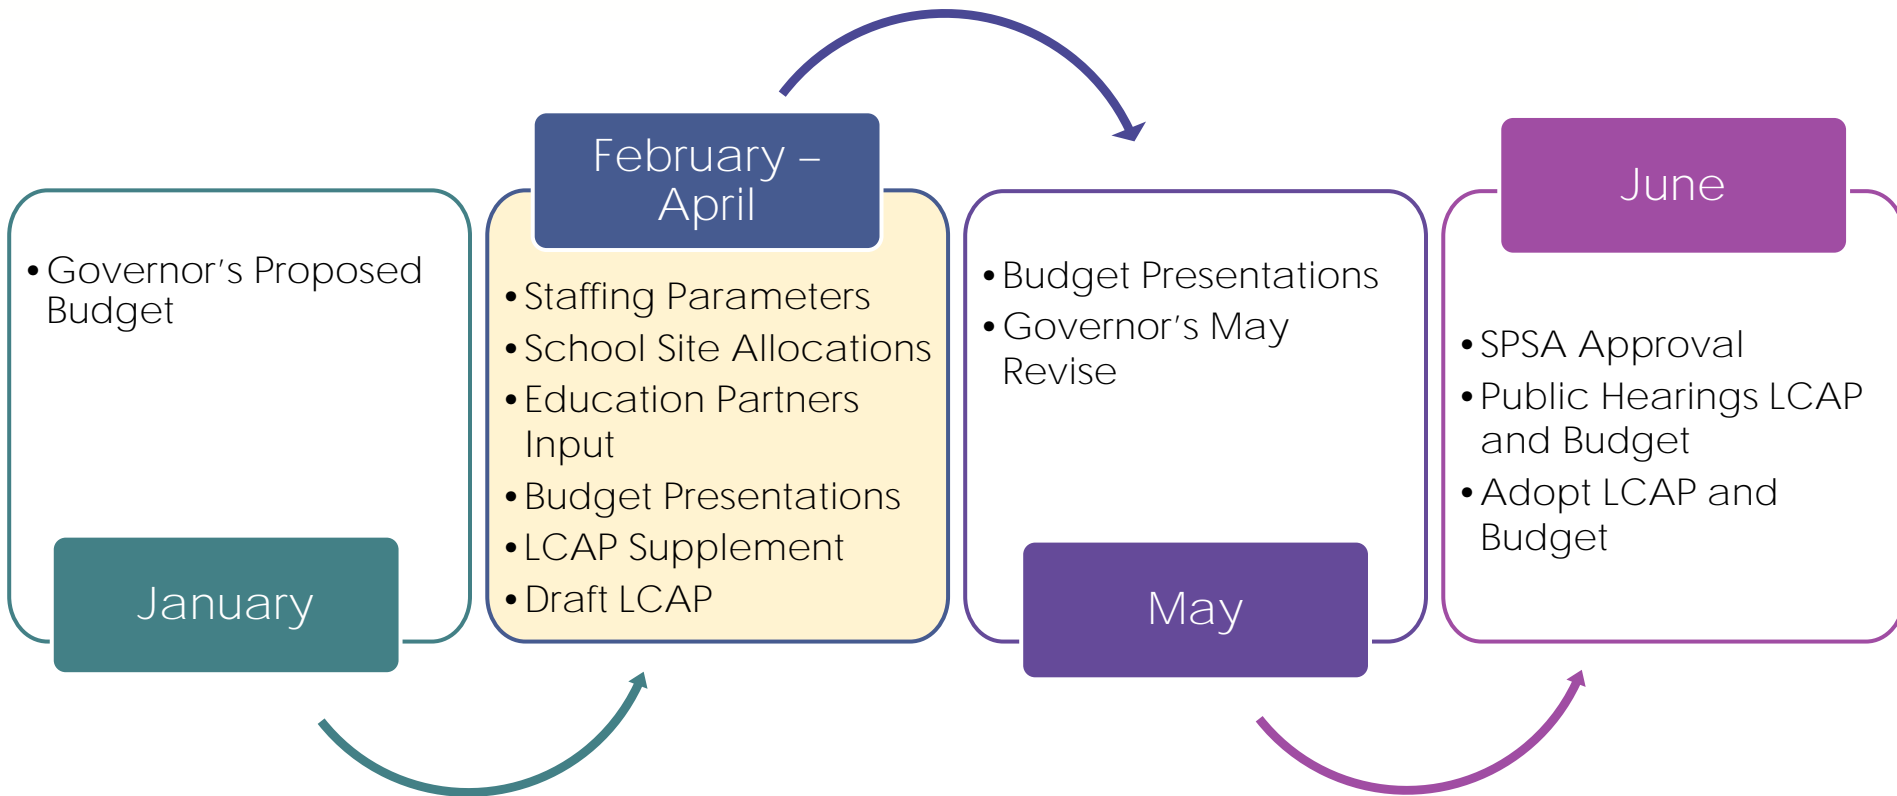 • Governor's Proposed
Budget
January
February –
April
• Staffing Parameters
• School Site Allocations
• Education Partners
Input
• Budget Presentations
• LCAP Supplement
• Draft LCAP
• Budget Presentations
• Governor's May
Revise
May
June
• SPSA Approval
• Public Hearings LCAP
and Budget
• Adopt LCAP and
Budget